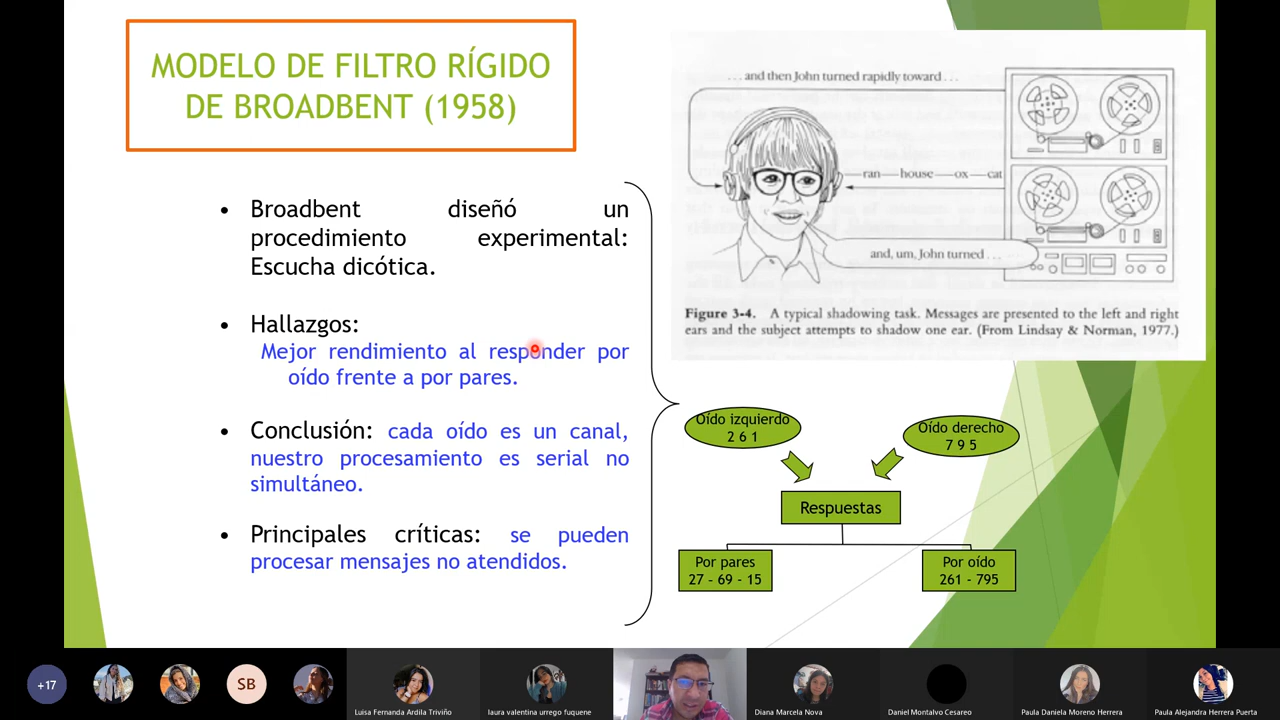 MODELO DE FILTRO RÍGIDO
DE BROADBENT (1958)
• Broadbent diseñó un
procedimiento experimental:
Escucha dicótica.
• Hallazgos:
Mejor rendimiento al responder por
oído frente a por pares.
• Conclusión: cada oído es un canal,
nuestro procesamiento es serial no
simultáneo.
• Principales críticas: se pueden
procesar mensajes no atendidos.
. . . and then John turned rapidly toward . . .
ran — house — ox — cat
and, um, John turned . . .
Figure 3-4. A typical shadowing task. Messages are presented to the left and right
ears and the subject attempts to shadow one ear. (From Lindsay & Norman, 1977.)
Oído izquierdo
2 6 1
Oído derecho
7 9 5
Respuestas
Por pares
27 – 69 - 15
Por oído
261 - 795
+17
SB
Luisa Fernanda Ardila Triviño
laura valentina urrego fuquene
Diana Marcela Nova
Daniel Montalvo Cesareo
Paula Daniela Moreno Herrera
Paula Alejandra Herrera Puerta